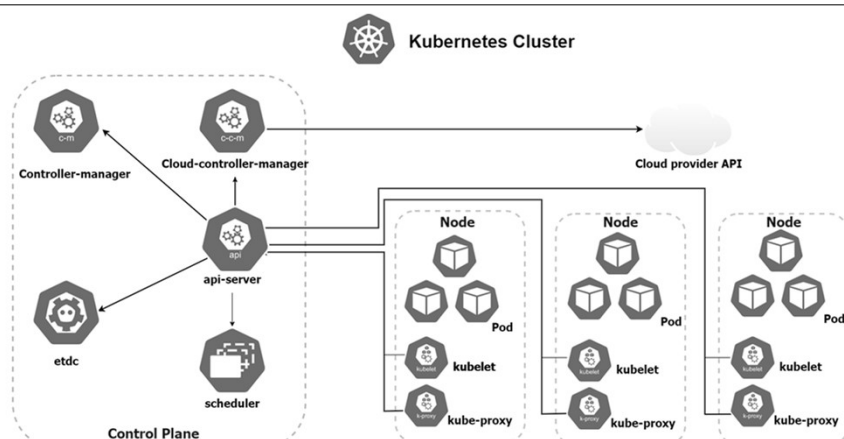 Kubernetes Cluster
c-m
Controller-manager
c-c-m
Cloud-controller-manager
Cloud provider API
api
api-server
etdc
scheduler
Control Plane
Node
Pod
kubelet
kubelet
k-proxy
kube-proxy
Node
Pod
kubelet
kubelet
k-proxy
kube-proxy
Node
Pod
kubelet
kubelet
k-proxy
kube-proxy